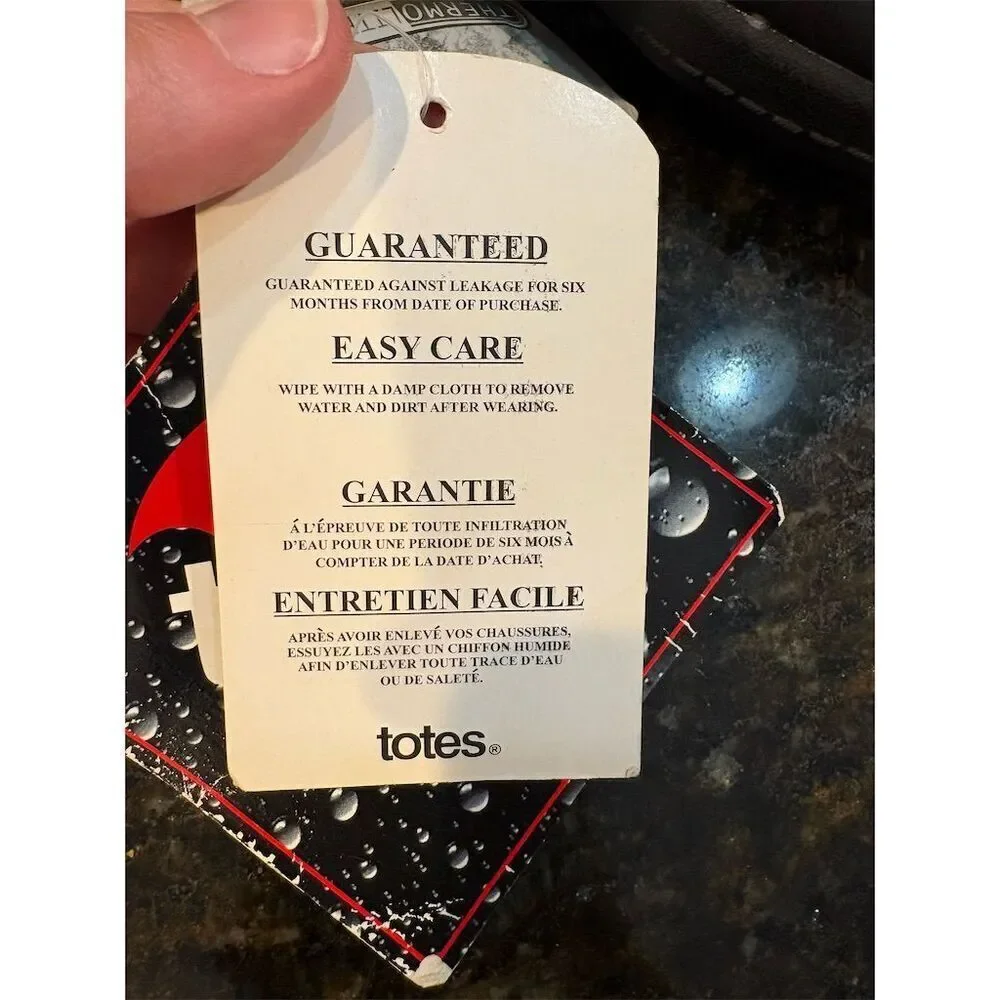 THERMOLITE
GUARANTEED
GUARANTEED AGAINST LEAKAGE FOR SIX
MONTHS FROM DATE OF PURCHASE.
EASY CARE
WIPE WITH A DAMP CLOTH TO REMOVE
WATER AND DIRT AFTER WEARING.
GARANTIE
Á L'ÉPREUVE DE TOUTE INFILTRATION
D'EAU POUR UNE PERIODE DE SIX MOIS À
COMPTER DE LA DATE D'ACHAT.
ENTRETIEN FACILE
APRÈS AVOIR ENLEVÉ VOS CHAUSSURES,
ESSUYEZ LES AVEC UN CHIFFON HUMIDE
AFIN D'ENLEVER TOUTE TRACE D'EAU
OU DE SALETÉ.
totes®
t